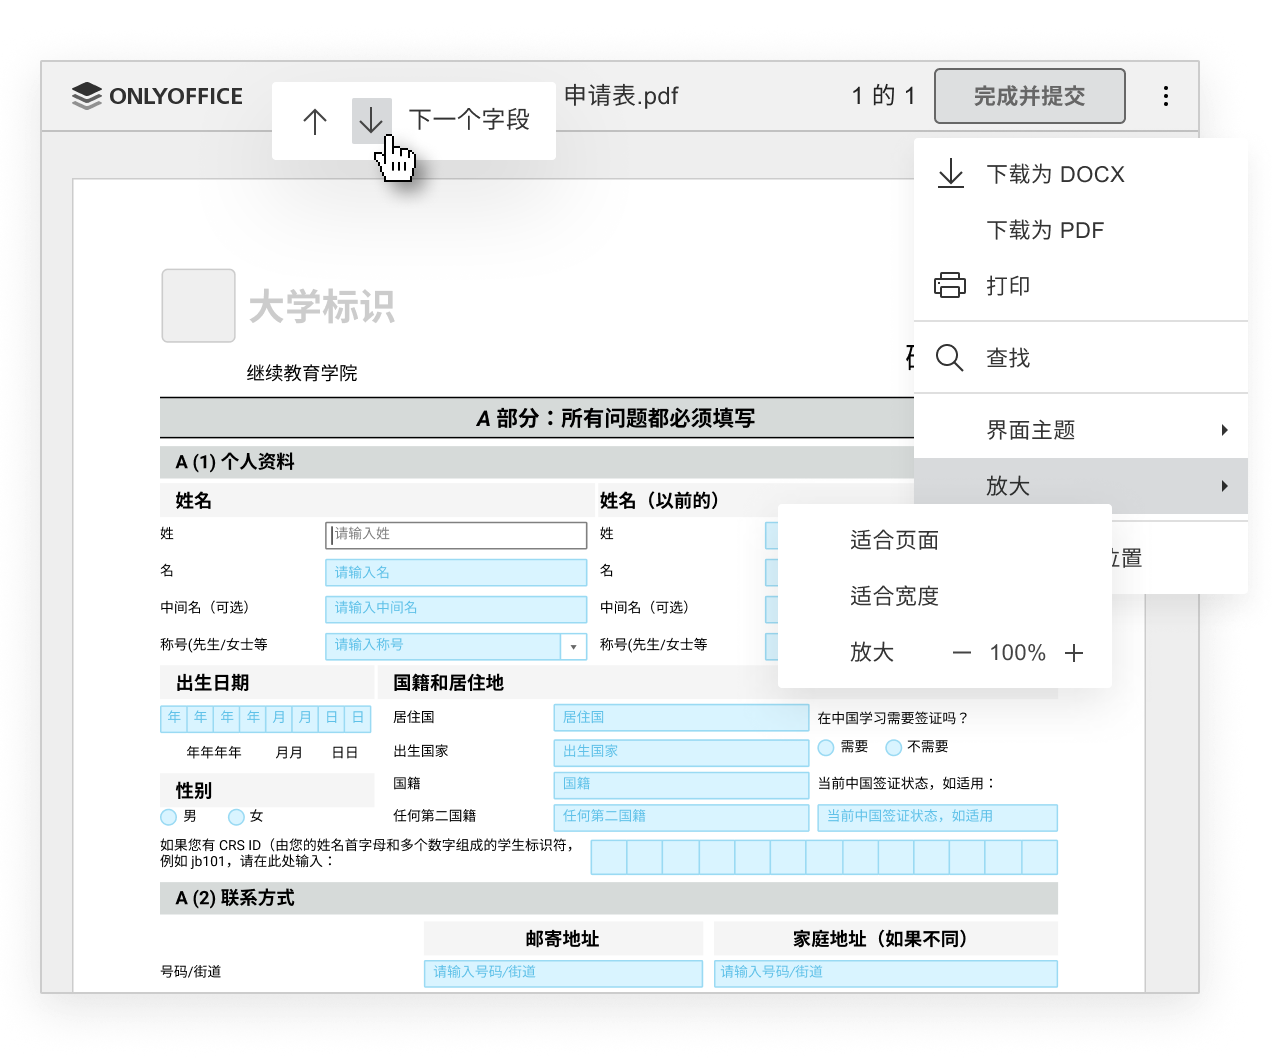 ONLYOFFICE
下一个字段
申请表.pdf
1 的 1
完成并提交
下载为 DOCX
下载为 PDF
打印
查找
界面主题
放大
位置
适合页面
适合宽度
放大 — 100% +
大学标识
继续教育学院
A 部分：所有问题都必须填写
A (1) 个人资料
姓名 姓名（以前的）
姓 请输入姓 姓
名 请输入名 名
中间名（可选） 请输入中间名 中间名（可选）
称号(先生/女士等 请输入称号 称号(先生/女士等
出生日期 国籍和居住地
年 年 年 年 月 月 日 日 居住国 居住国 在中国学习需要签证吗？
年年年年 月月 日日 出生国家 出生国家 需要 不需要
性别 国籍 国籍 当前中国签证状态，如适用：
男 女 任何第二国籍 任何第二国籍 当前中国签证状态，如适用
如果您有 CRS ID（由您的姓名首字母和多个数字组成的学生标识符，
例如 jb101，请在此处输入：
A (2) 联系方式
邮寄地址 家庭地址（如果不同）
号码/街道 请输入号码/街道 请输入号码/街道